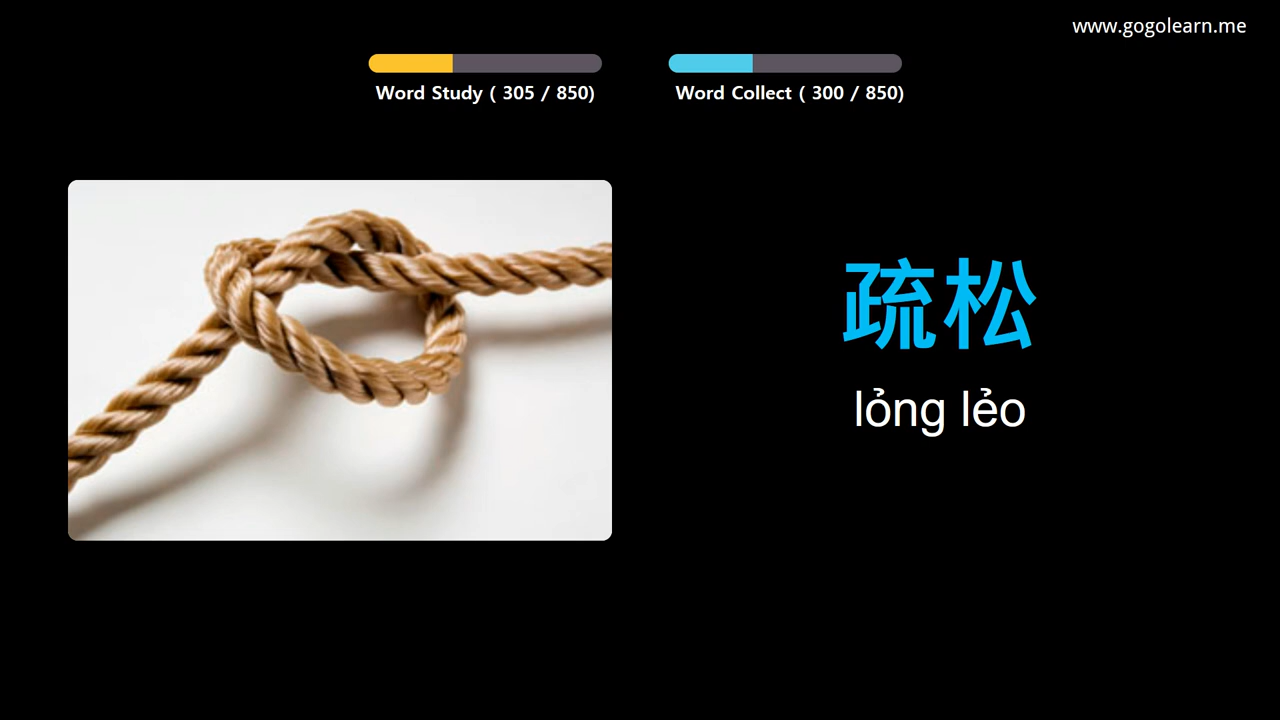 www.gogolearn.me
Word Study ( 305 / 850)
Word Collect ( 300 / 850)
疏松
lỏng lẻo